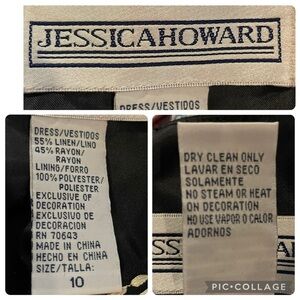 JESSICAHOWARD
DRESS/VESTIDOS
DRESS/VESTIDOS
55% LINEN/LINO
45% RAYON/
RAYON
LINING/FORRO
100% POLYESTER/
POLIESTER
EXCLUSIVE OF
DECORATION
EXCLUSIVO DE
DECORACION
RN 70643
MADE IN CHINA
HECHO EN CHINA
SIZE/TALLA:
10
DRY CLEAN ONLY
LAVAR EN SECO
SOLAMENTE
NO STEAM OR HEAT
ON DECORATION
NO USE VAPOR O CALOR
ADORNOS
SS
PIC•COLLAGE